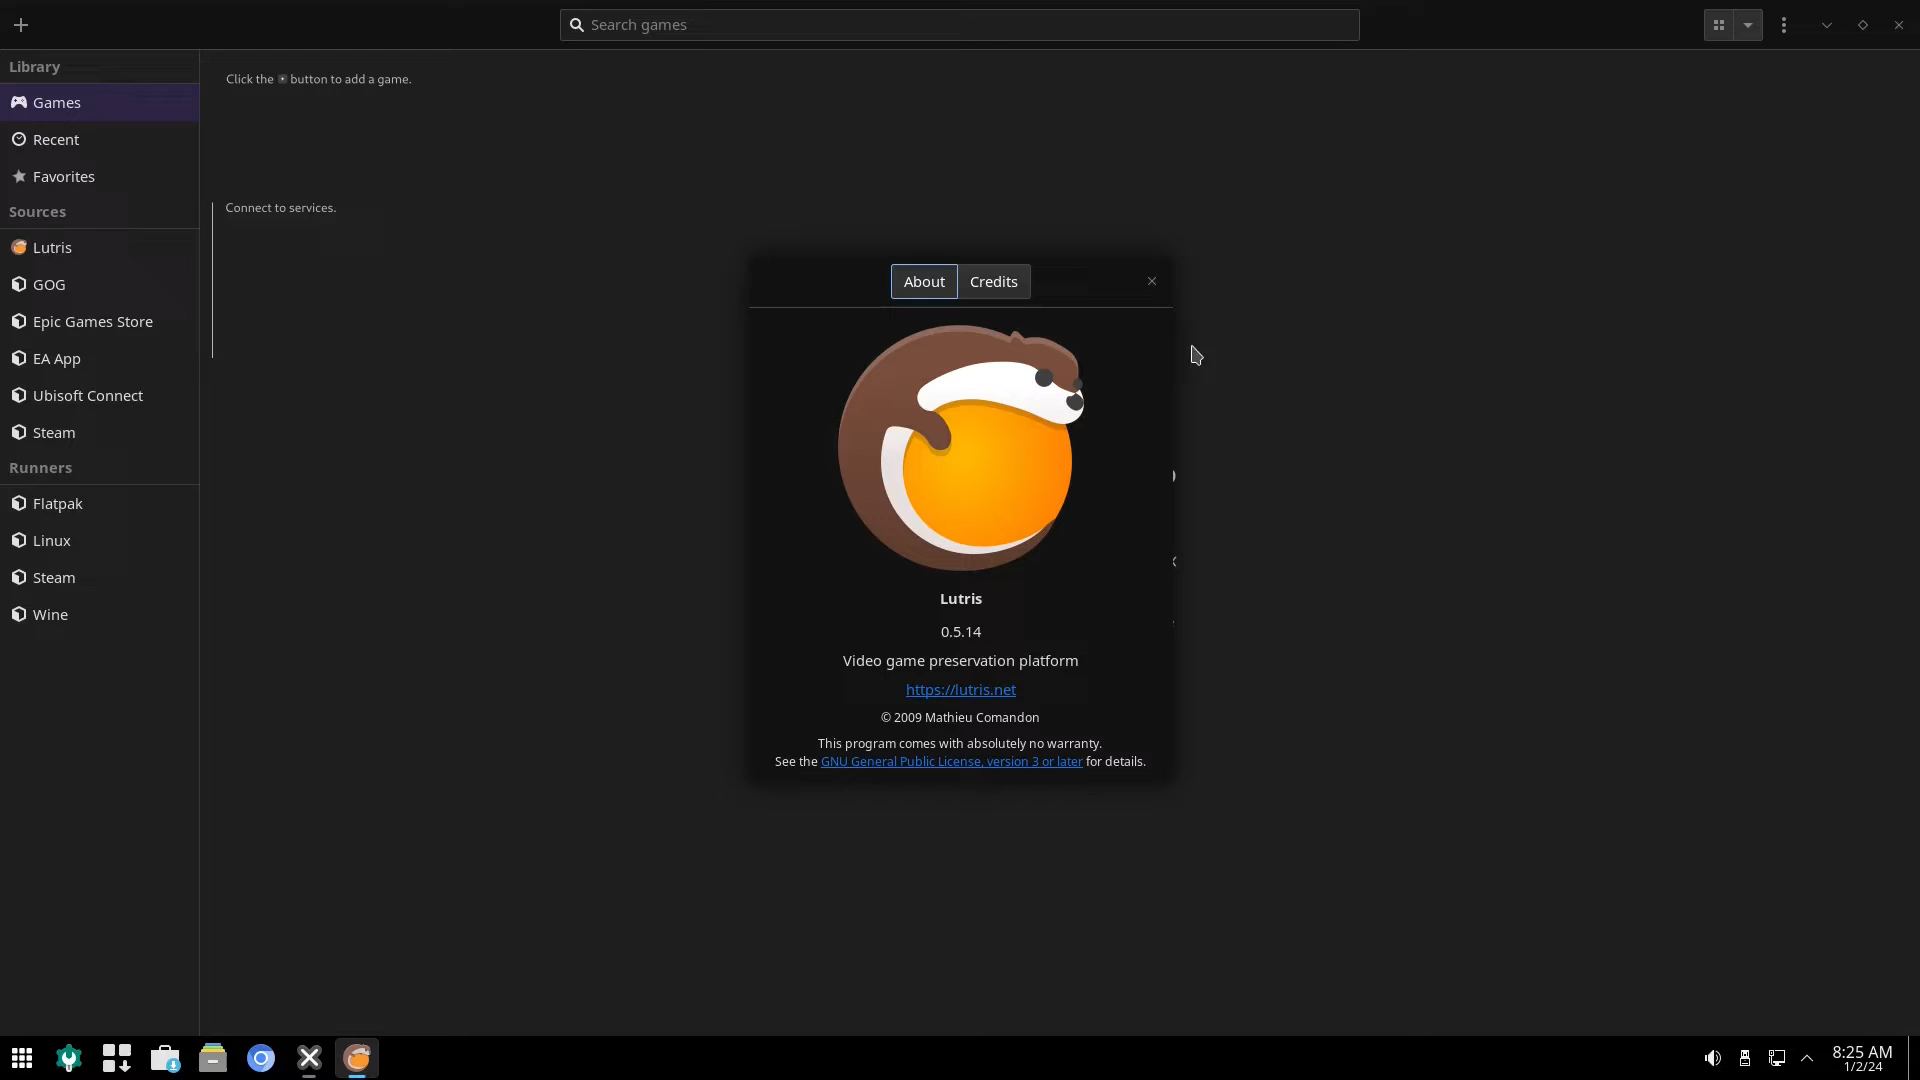 Search games
Library
Games
Recent
Favorites
Sources
Lutris
GOG
Epic Games Store
EA App
Ubisoft Connect
Steam
Runners
Flatpak
Linux
Steam
Wine
Click the + button to add a game.
Connect to services.
About Credits
Lutris
0.5.14
Video game preservation platform
https://lutris.net
© 2009 Mathieu Comandon
This program comes with absolutely no warranty.
See the GNU General Public License, version 3 or later for details.
8:25 AM
1/2/24